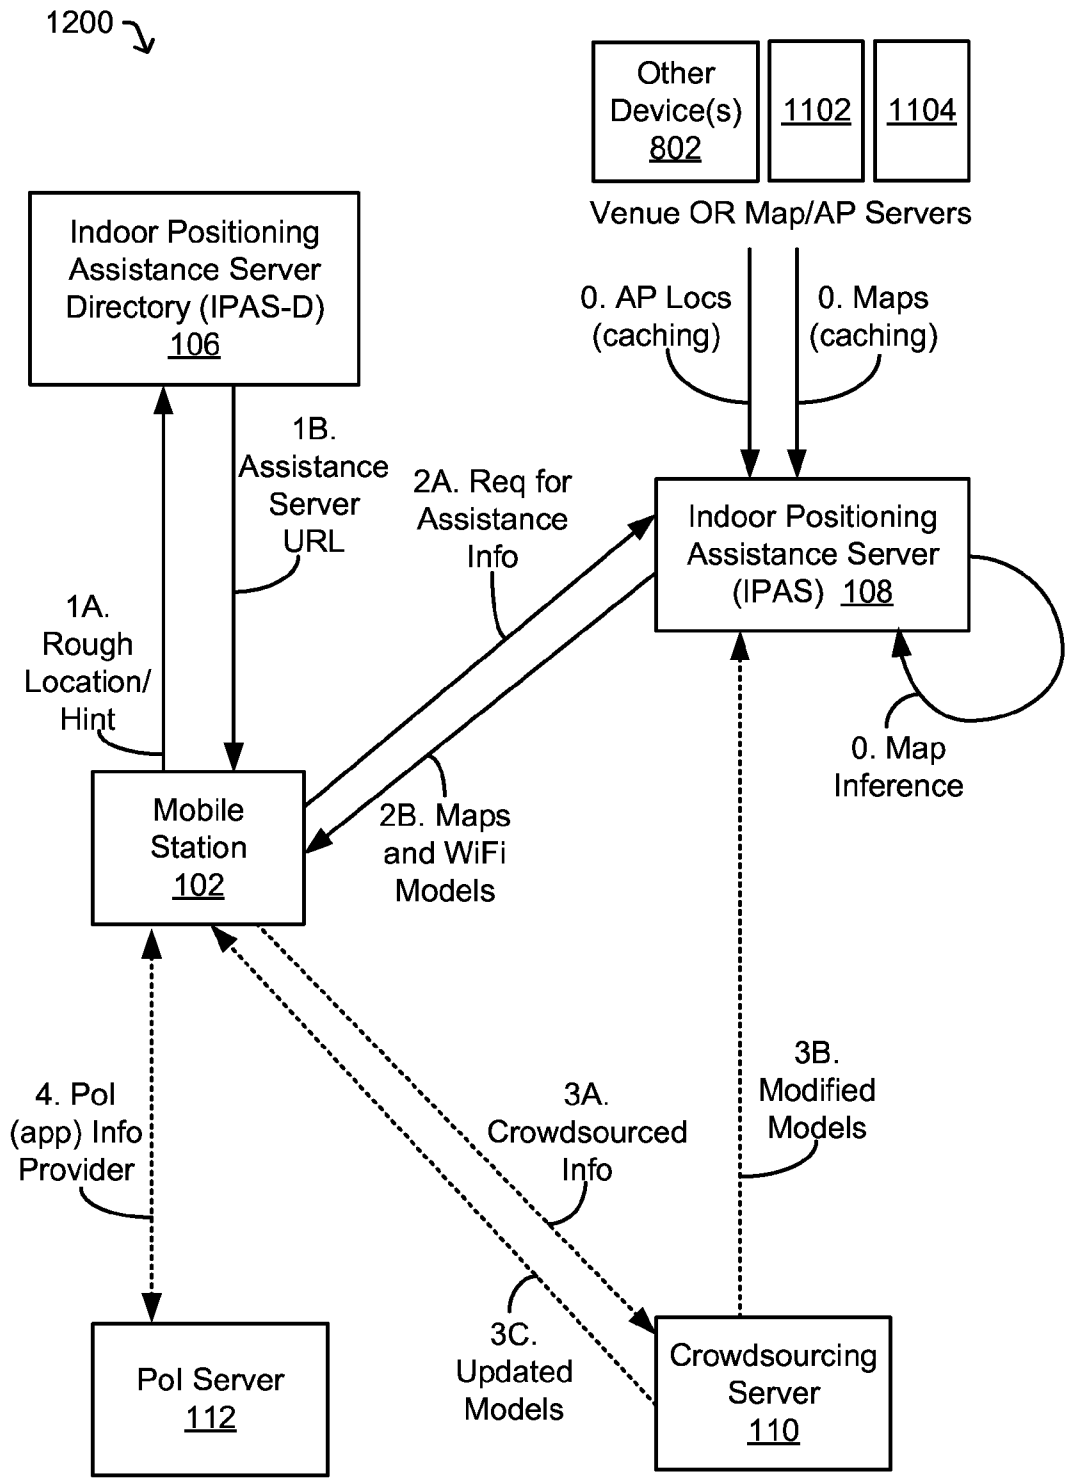 1200
Other
Device(s)
802
1102
1104
Venue OR Map/AP Servers
Indoor Positioning
Assistance Server
Directory (IPAS-D)
106
0. AP Locs
(caching)
0. Maps
(caching)
1B.
Assistance
Server
URL
2A. Req for
Assistance
Info
Indoor Positioning
Assistance Server
(IPAS) 108
1A.
Rough
Location/
Hint
0. Map
Inference
Mobile
Station
102
2B. Maps
and WiFi
Models
4. PoI
(app) Info
Provider
3A.
Crowdsourced
Info
3B.
Modified
Models
3C.
Updated
Models
PoI Server
112
Crowdsourcing
Server
110